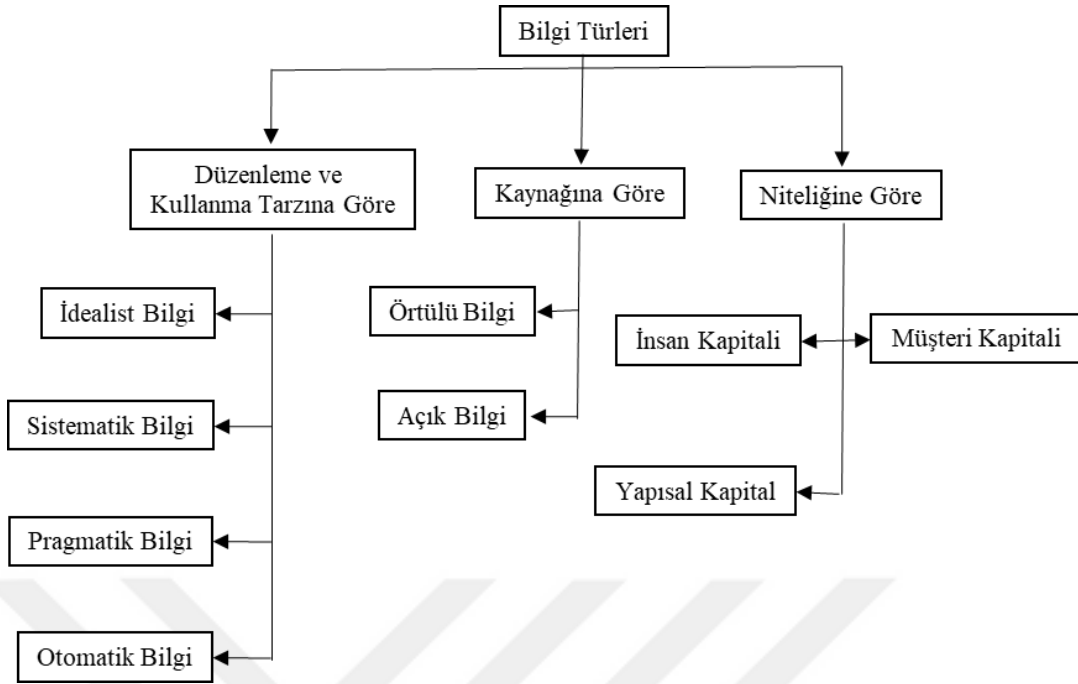 Bilgi Türleri
Düzenleme ve
Kullanma Tarzına Göre
Kaynağına Göre
Niteliğine Göre
İdealist Bilgi
Sistematik Bilgi
Pragmatik Bilgi
Otomatik Bilgi
Örtülü Bilgi
Açık Bilgi
İnsan Kapitali
Müşteri Kapitali
Yapısal Kapital